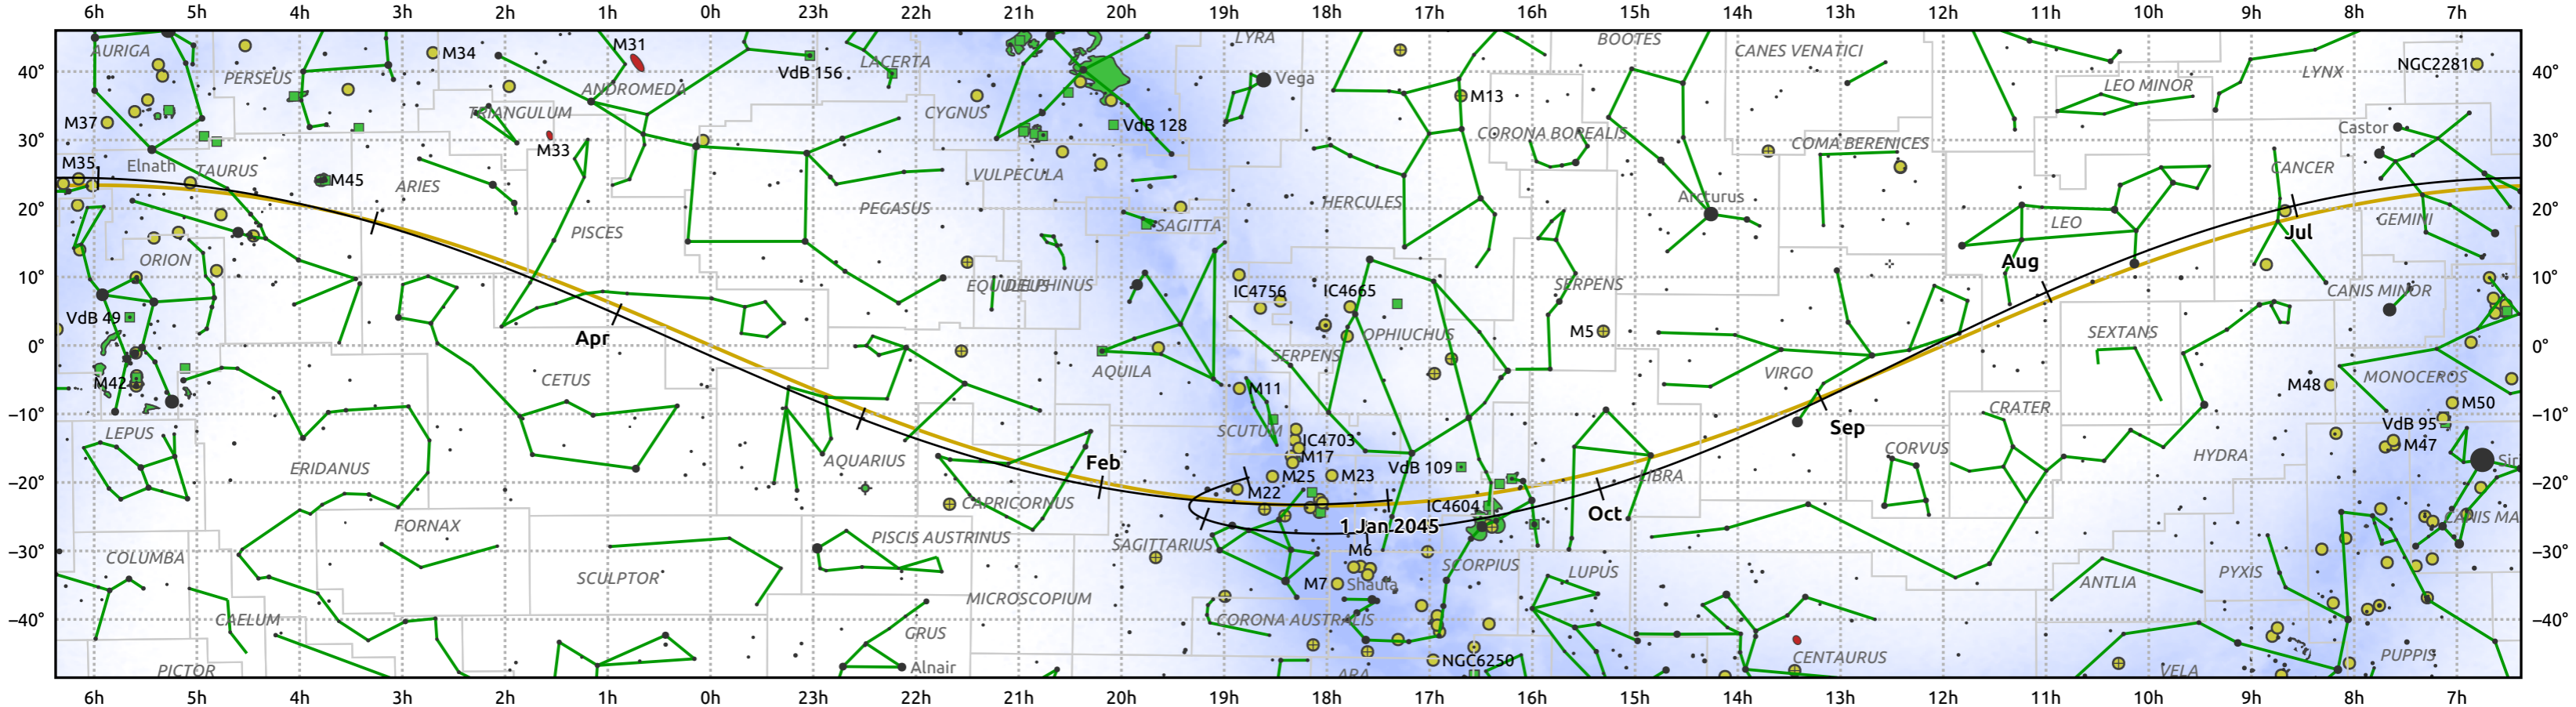 6h 5h 4h 3h 2h 1h 0h 23h 22h 21h 20h 19h 18h 17h 16h 15h 14h 13h 12h 11h 10h 9h 8h 7h
AURIGA M34 M31 LACERTA LYRA BOOTES CANES VENATICI LYNX NGC2281
40° PERSEUS VdB 156 Vega LEO MINOR 40°
ANDROMEDA
M37 TRIANGULUM CYGNUS VdB 128 M13 Castor
30° M33 CORONA BOREALIS COMA BERENICES 30°
M35 Elnath TAURUS M45 ARIES VULPECULA CANCER
20° PEGASUS HERCULES Arcturus LEO GEMINI 20°
ORION PISCES SAGITTA Jul
10° EQUULEUS DELPHINUS IC4756 IC4665 SERPENS Aug CANIS MINOR 10°
VdB 49 Apr OPHIUCHUS M5 SEXTANS
0° SERPENS 0°
M42 CETUS AQUILA M11 VIRGO M48 MONOCEROS
−10° CRATER M50 −10°
LEPUS SCUTUM IC4703 Sep VdB 95
ERIDANUS AQUARIUS Feb M17 VdB 109 CORVUS HYDRA M47
−20° M25 M23 LIBRA Sir −20°
CAPRICORNUS M22 IC4604 Oct
FORNAX 1 Jan 2045 CANIS MA
−30° COLUMBA PISCIS AUSTRINUS SAGITTARIUS M6 −30°
SCULPTOR M7 Shaula SCORPIUS LUPUS ANTLIA PYXIS
−40° CAELUM MICROSCOPIUM CORONA AUSTRALIS −40°
GRUS
PICTOR Alnair ARA NGC6250 CENTAURUS VELA PUPPIS
6h 5h 4h 3h 2h 1h 0h 23h 22h 21h 20h 19h 18h 17h 16h 15h 14h 13h 12h 11h 10h 9h 8h 7h